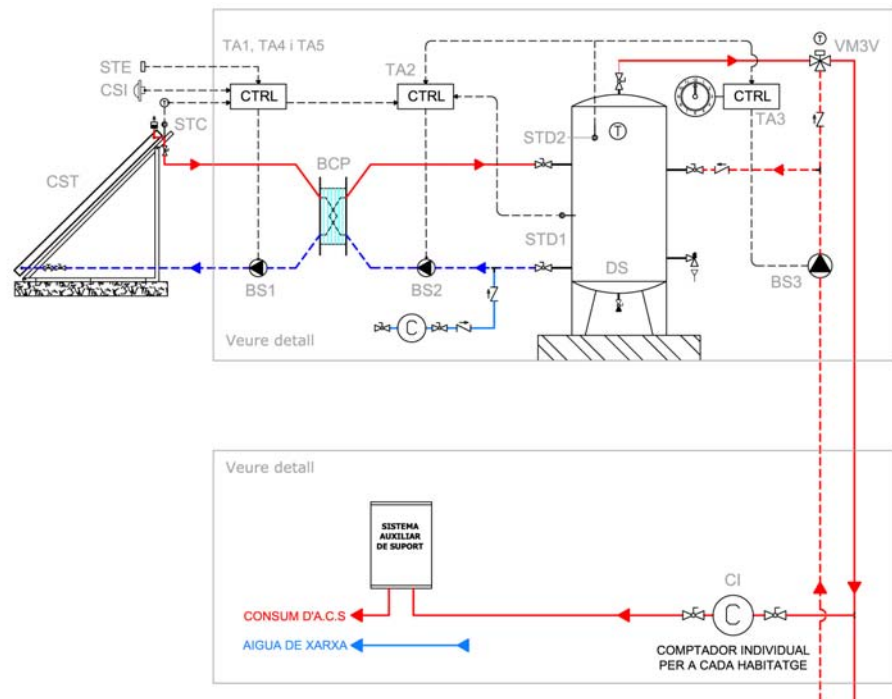 TA1, TA4 i TA5
STE
CSI
STC
CTRL
TA2
CTRL
VM3V
T
CTRL
TA3
STD2
T
T
CST
BCP
STD1
DS
BS1
BS2
BS3
C
Veure detall
Veure detall
SISTEMA
AUXILIAR
DE SUPORT
CI
C
CONSUM D'A.C.S
AIGUA DE XARXA
COMPTADOR INDIVIDUAL
PER A CADA HABITATGE